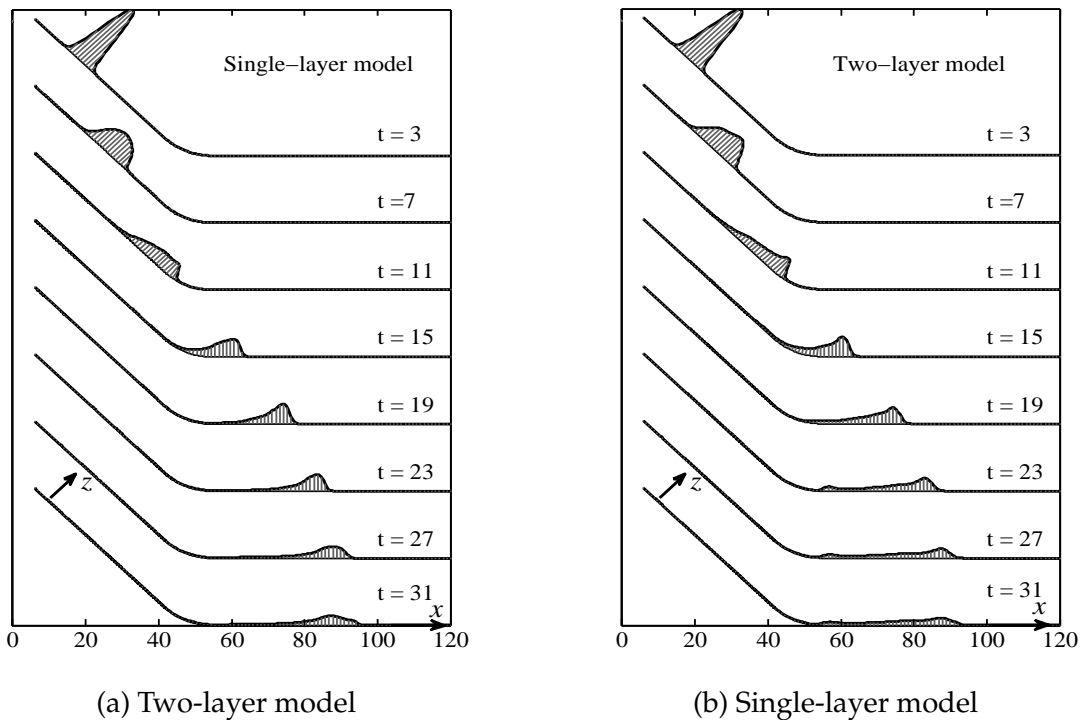 Single−layer model
t = 3
t =7
t = 11
t = 15
t = 19
t = 23
z
t = 27
t = 31
x
0 20 40 60 80 100 120
(a) Two-layer model
Two−layer model
t = 3
t =7
t = 11
t = 15
t = 19
t = 23
z
t = 27
t = 31
x
0 20 40 60 80 100 120
(b) Single-layer model